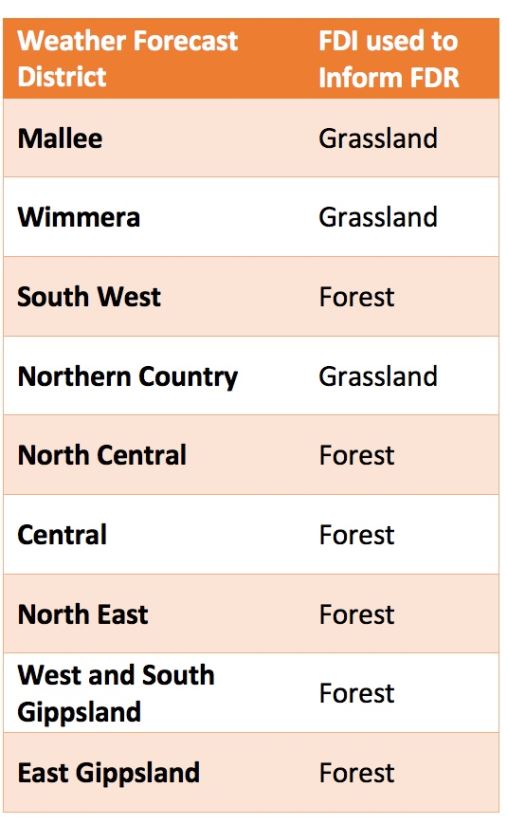 Weather Forecast District
FDI used to Inform FDR
Mallee Grassland
Wimmera Grassland
South West Forest
Northern Country Grassland
North Central Forest
Central Forest
North East Forest
West and South Gippsland Forest
East Gippsland Forest